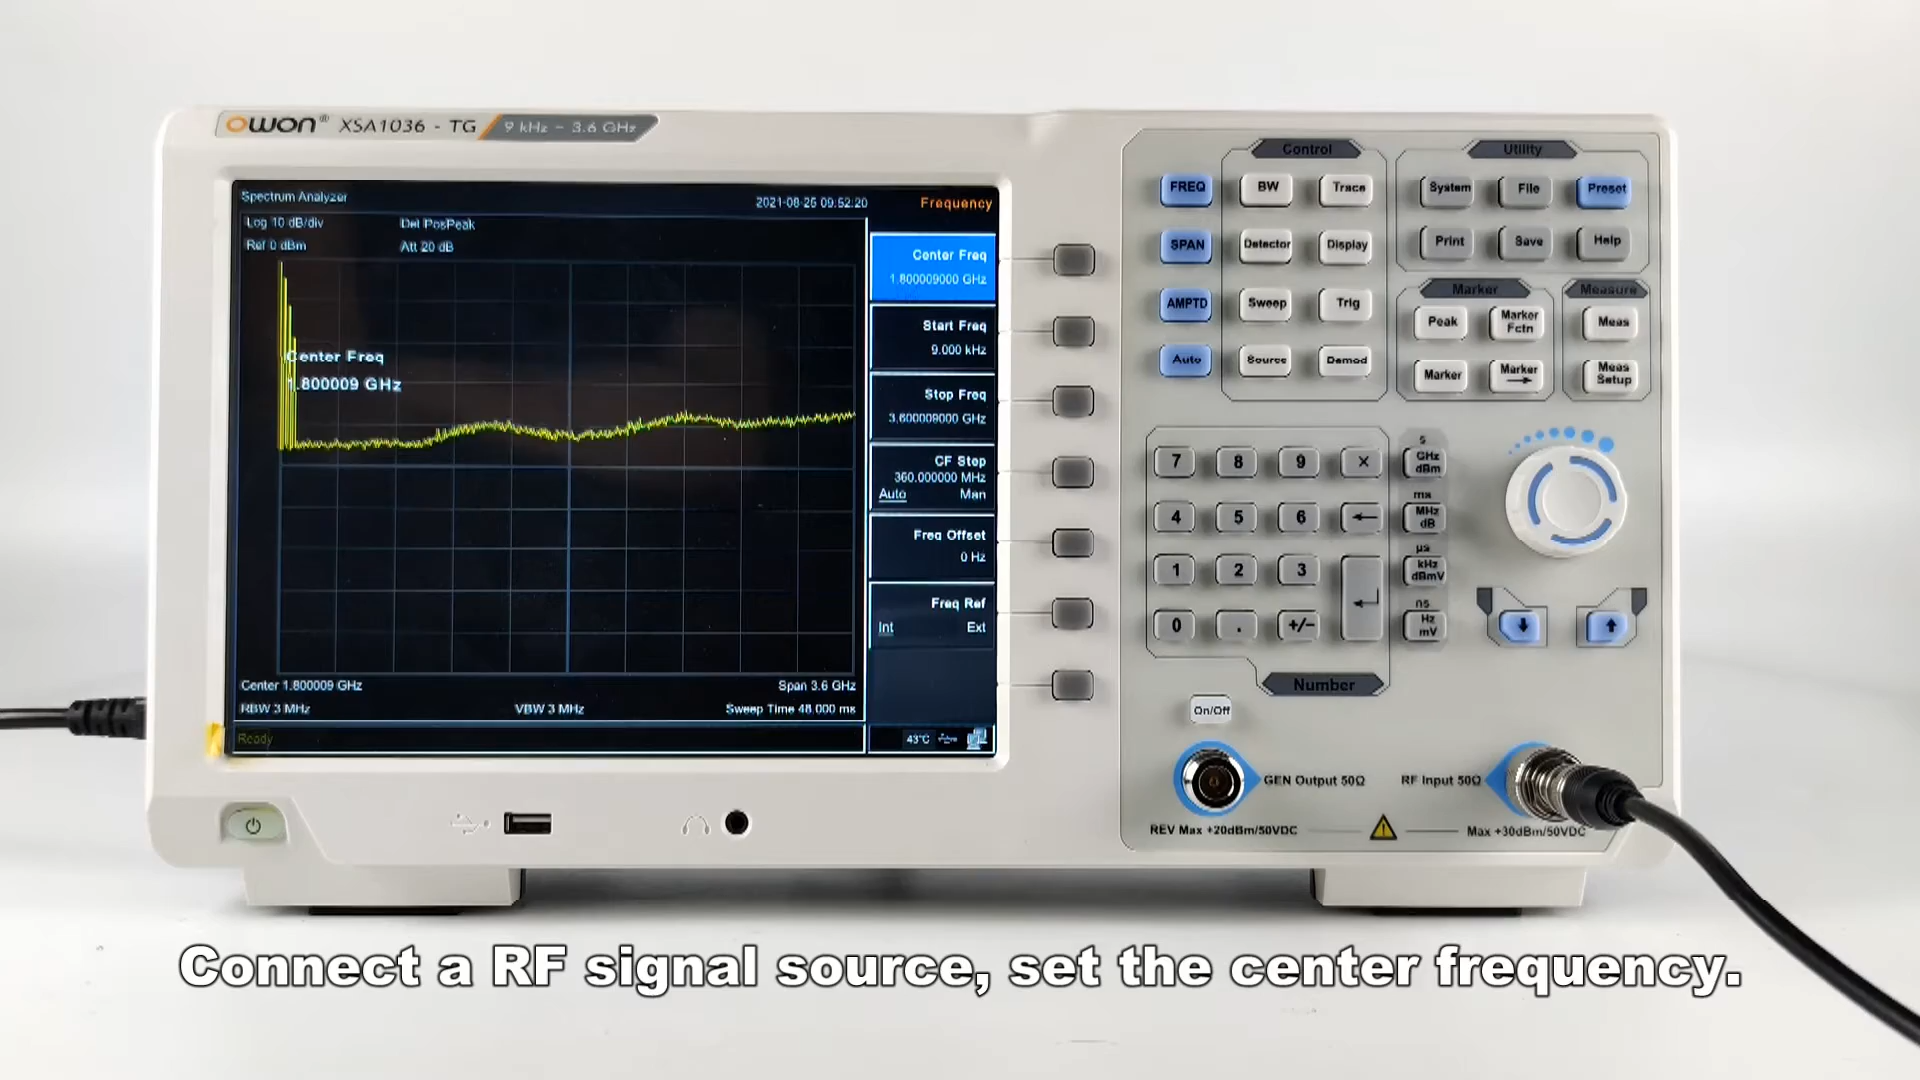 OWON® XSA1036 - TG 9 kHz - 3.6 GHz
Spectrum Analyzer
2021-08-25 09:52:20
Frequency
Log 10 dB/div
Det PosPeak
Ref 0 dBm
Att 20 dB
Center Freq
1.800009 GHz
Center 1.800009 GHz
Span 3.6 GHz
RBW 3 MHz
VBW 3 MHz
Sweep Time 48.000 ms
Ready
43℃
Center Freq
1.800009000 GHz
Start Freq
9.000 kHz
Stop Freq
3.600009000 GHz
CF Step
360.000000 MHz
Auto Man
Freq Offset
0 Hz
Freq Ref
Int Ext
FREQ
SPAN
AMPTD
Auto
Control
BW Trace
Detector Display
Sweep Trig
Source Demod
Utility
System File Preset
Print Save Help
Marker
Peak Marker Fctn
Marker Marker →
Measure
Meas
Meas Setup
7 8 9 ×
4 5 6 ←
1 2 3
0 . +/- ↵
s
GHz
dBm
ms
MHz
dB
µs
kHz
dBmV
ns
Hz
mV
Number
On/Off
GEN Output 50Ω
RF Input 50Ω
REV Max +20dBm/50VDC
Max +30dBm/50VDC
Connect a RF signal source, set the center frequency.